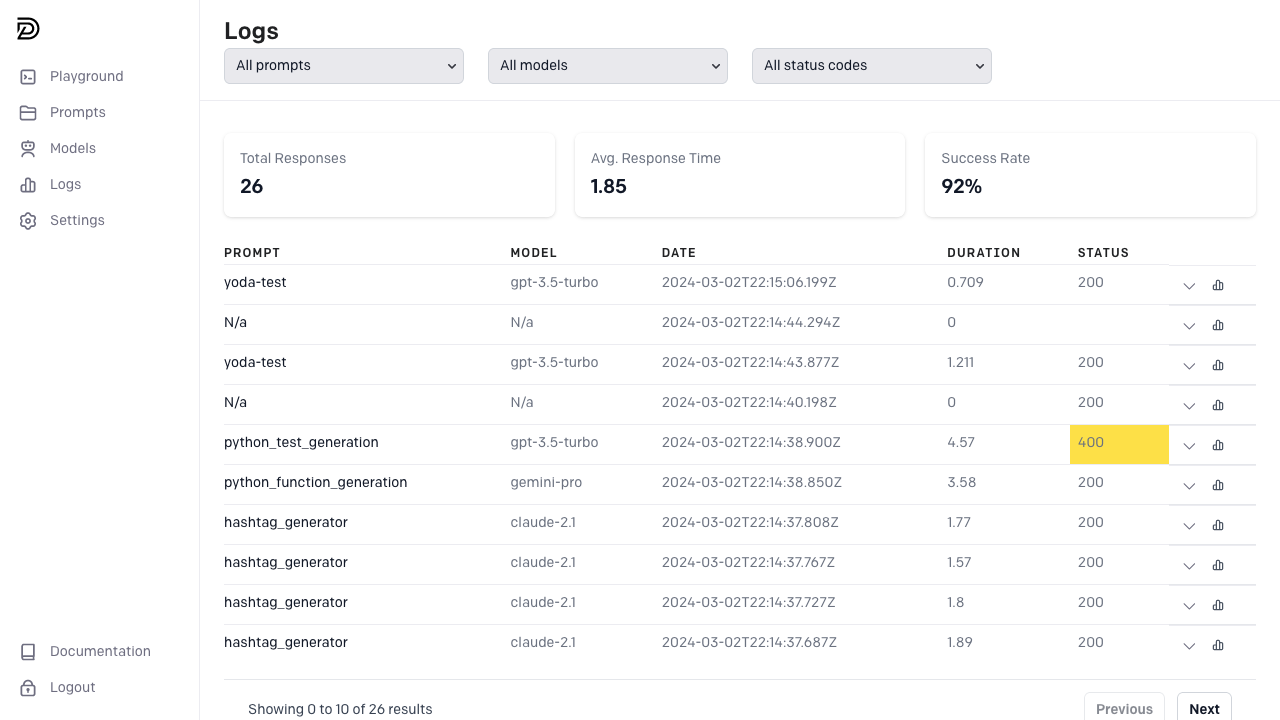 Logs
All prompts All models All status codes
Playground
Prompts
Models
Logs
Settings
Documentation
Logout
Total Responses Avg. Response Time Success Rate
26 1.85 92%
PROMPT MODEL DATE DURATION STATUS
yoda-test gpt-3.5-turbo 2024-03-02T22:15:06.199Z 0.709 200
N/a N/a 2024-03-02T22:14:44.294Z 0
yoda-test gpt-3.5-turbo 2024-03-02T22:14:43.877Z 1.211 200
N/a N/a 2024-03-02T22:14:40.198Z 0 200
python_test_generation gpt-3.5-turbo 2024-03-02T22:14:38.900Z 4.57 400
python_function_generation gemini-pro 2024-03-02T22:14:38.850Z 3.58 200
hashtag_generator claude-2.1 2024-03-02T22:14:37.808Z 1.77 200
hashtag_generator claude-2.1 2024-03-02T22:14:37.767Z 1.57 200
hashtag_generator claude-2.1 2024-03-02T22:14:37.727Z 1.8 200
hashtag_generator claude-2.1 2024-03-02T22:14:37.687Z 1.89 200
Showing 0 to 10 of 26 results Previous Next